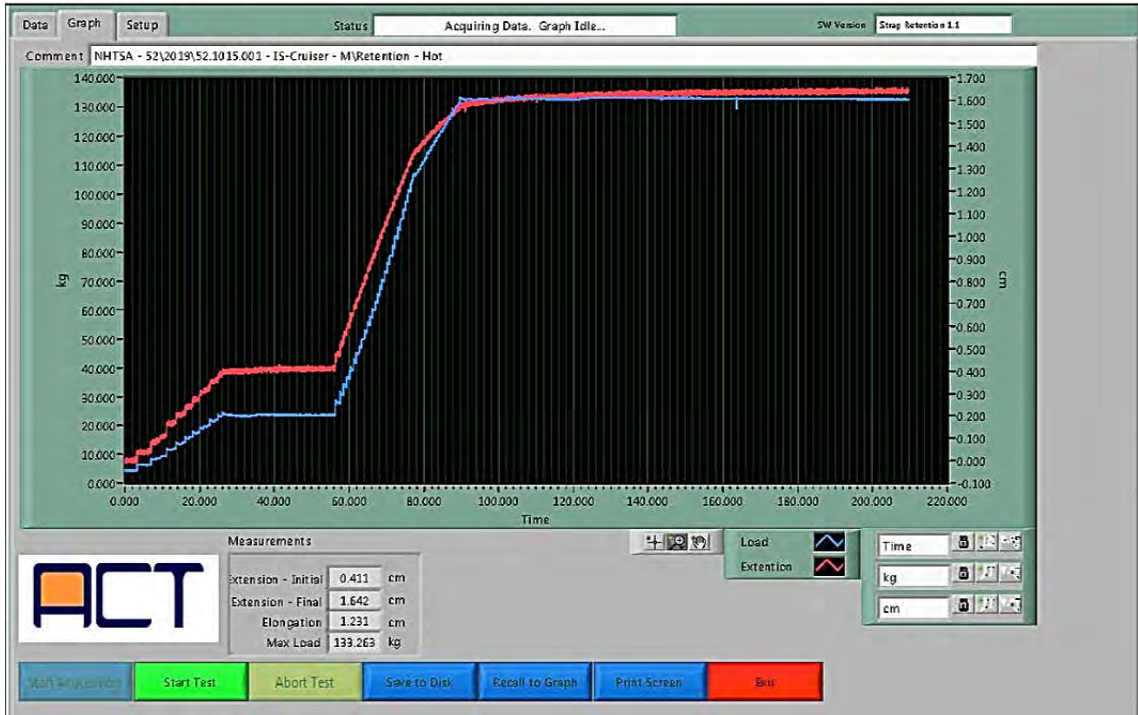 Data Graph Setup Status Acquiring Data. Graph Idle... SW Version Strap Retention 1.1
Comment NHTSA - 52\2019\52.1015.001 - IS-Cruiser - M\Retention - Hot
140.000
130.000
120.000
110.000
100.000
90.000
80.000
70.000
60.000
50.000
40.000
30.000
20.000
10.000
0.000
kg
1.700
1.600
1.500
1.400
1.300
1.200
1.100
1.000
0.900
0.800
0.700
0.600
0.500
0.400
0.300
0.200
0.100
0.000
-0.100
cm
0.000 20.000 40.000 60.000 80.000 100.000 120.000 140.000 160.000 180.000 200.000 220.000
Time
Measurements
Extension - Initial 0.411 cm
Extension - Final 1.642 cm
Elongation 1.231 cm
Max Load 133.263 kg
Load
Extention
Time
kg
cm
ACT
Start Acquisition Start Test Abort Test Save to Disk Recall to Graph Print Screen Exit